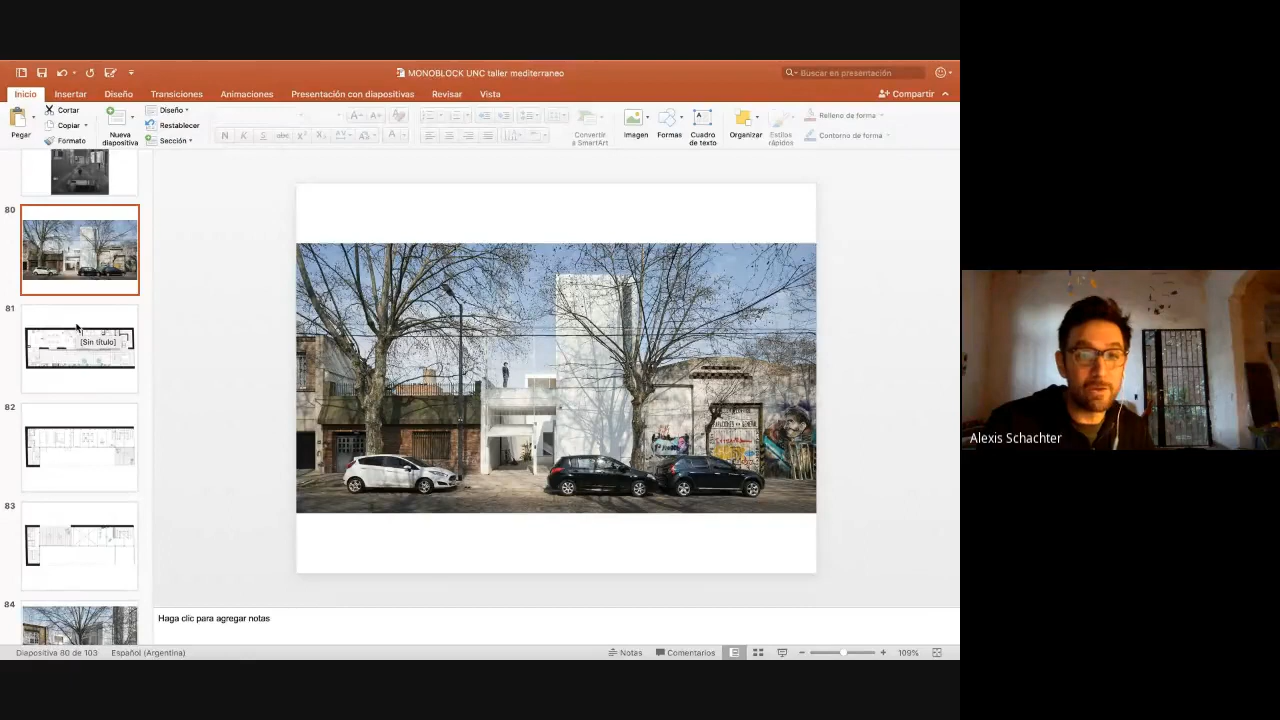 MONOBLOCK UNC taller mediterraneo
Buscar en presentación
Inicio
Insertar
Diseño
Transiciones
Animaciones
Presentación con diapositivas
Revisar
Vista
Compartir
Pegar
Cortar
Copiar
Formato
Nueva
diapositiva
Diseño
Restablecer
Sección
N K S abc X² X₂
Convertir
a SmartArt
Imagen
Formas
Cuadro
de texto
Organizar
Estilos
rápidos
Relleno de forma
Contorno de forma
80
81
[Sin título]
82
83
84
Haga clic para agregar notas
Diapositiva 80 de 103
Español (Argentina)
Notas
Comentarios
109%
Alexis Schachter